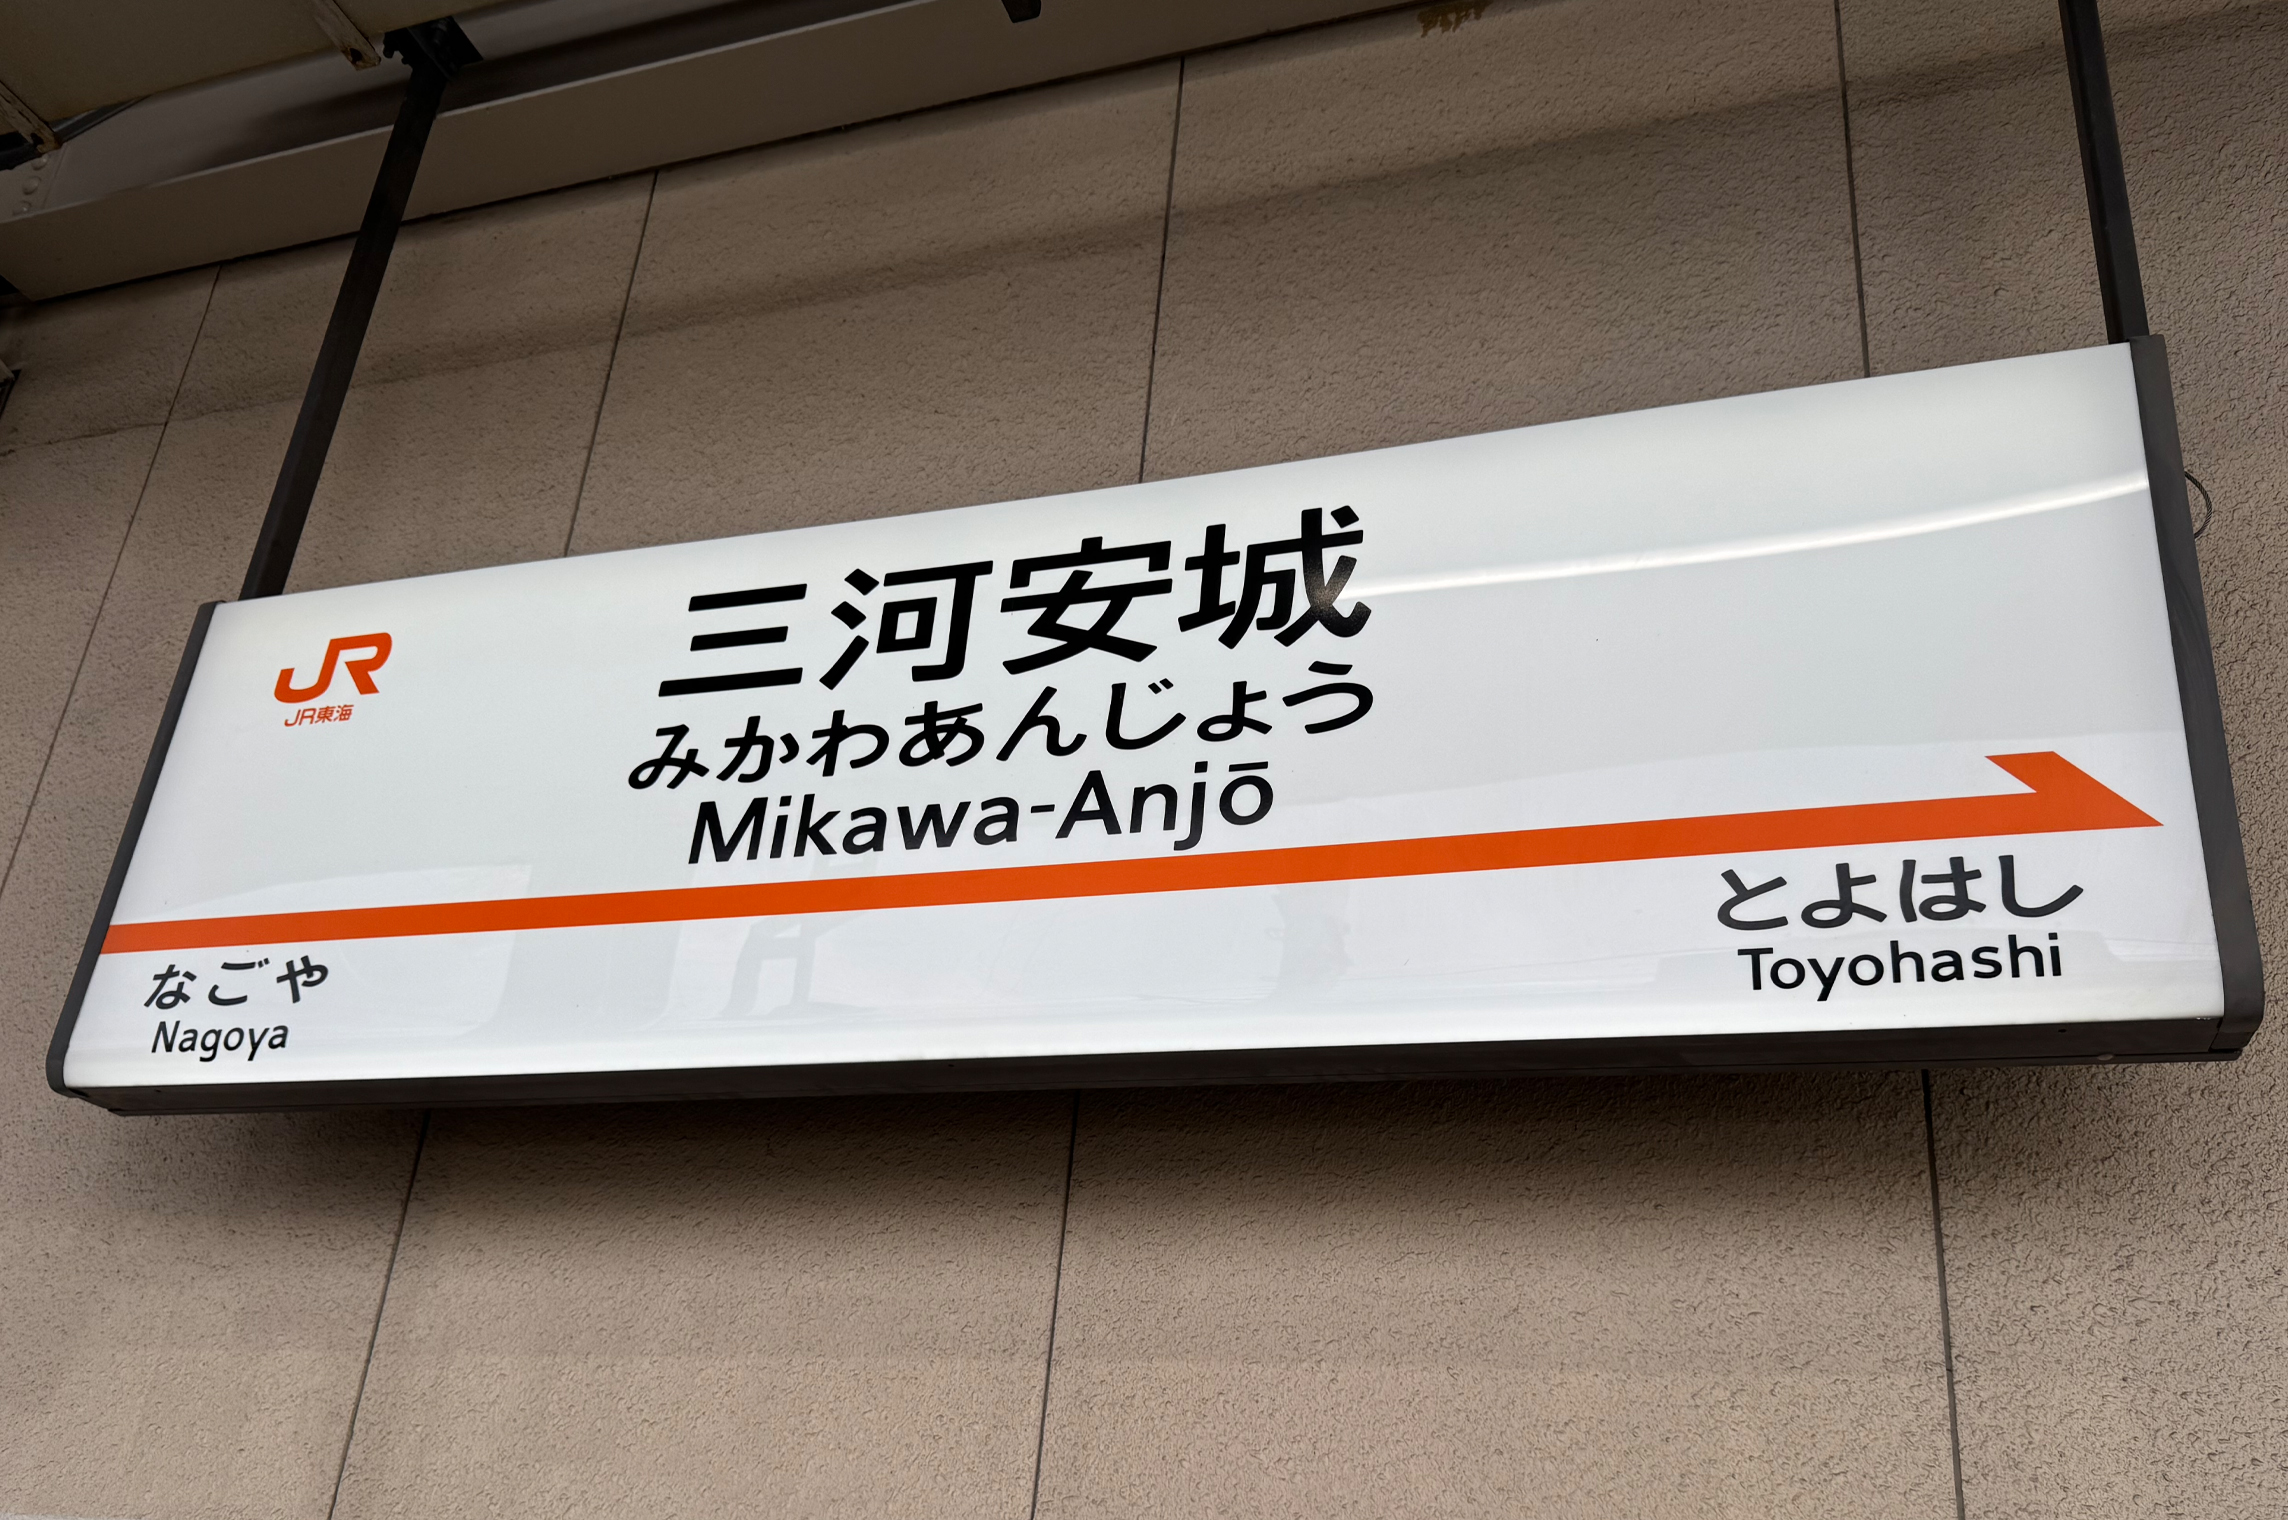 JR
JR東海
三河安城
みかわあんじょう
Mikawa-Anjō
なごや
Nagoya
とよはし
Toyohashi